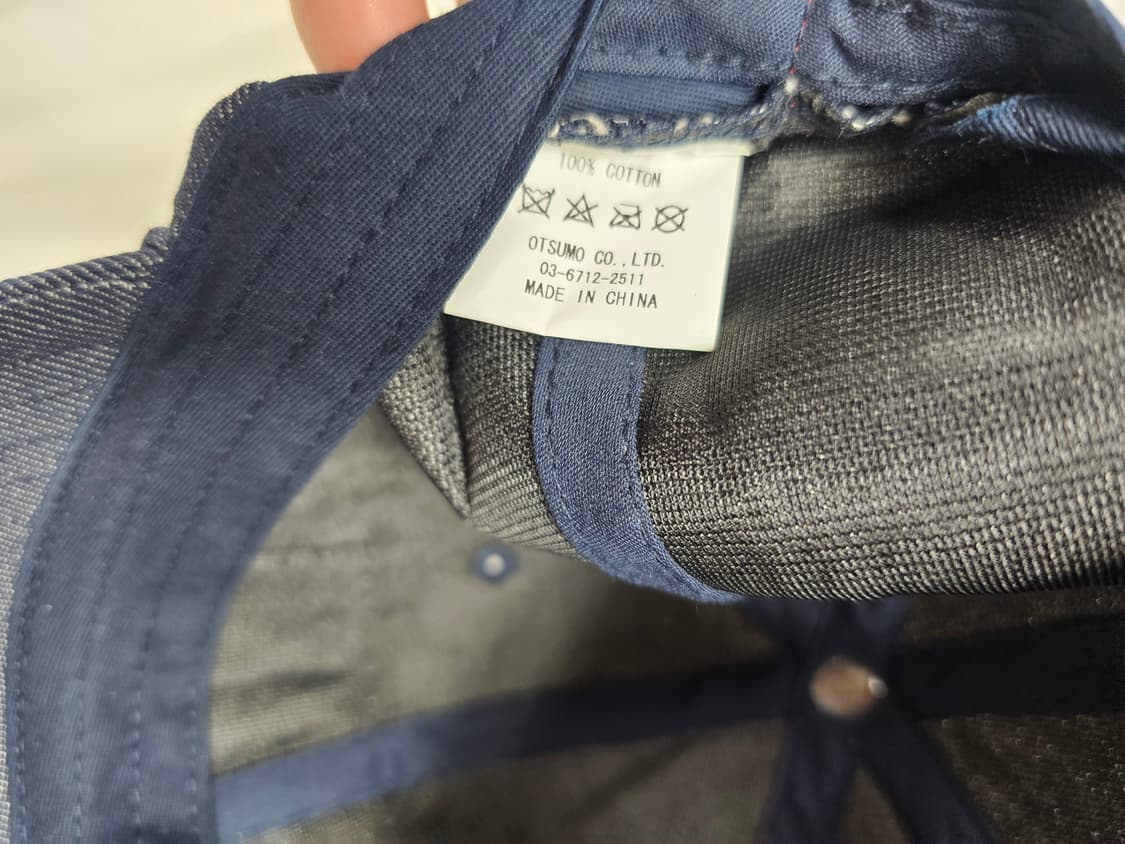 100% COTTON
OTSUMO CO.,LTD.
03-6712-2511
MADE IN CHINA